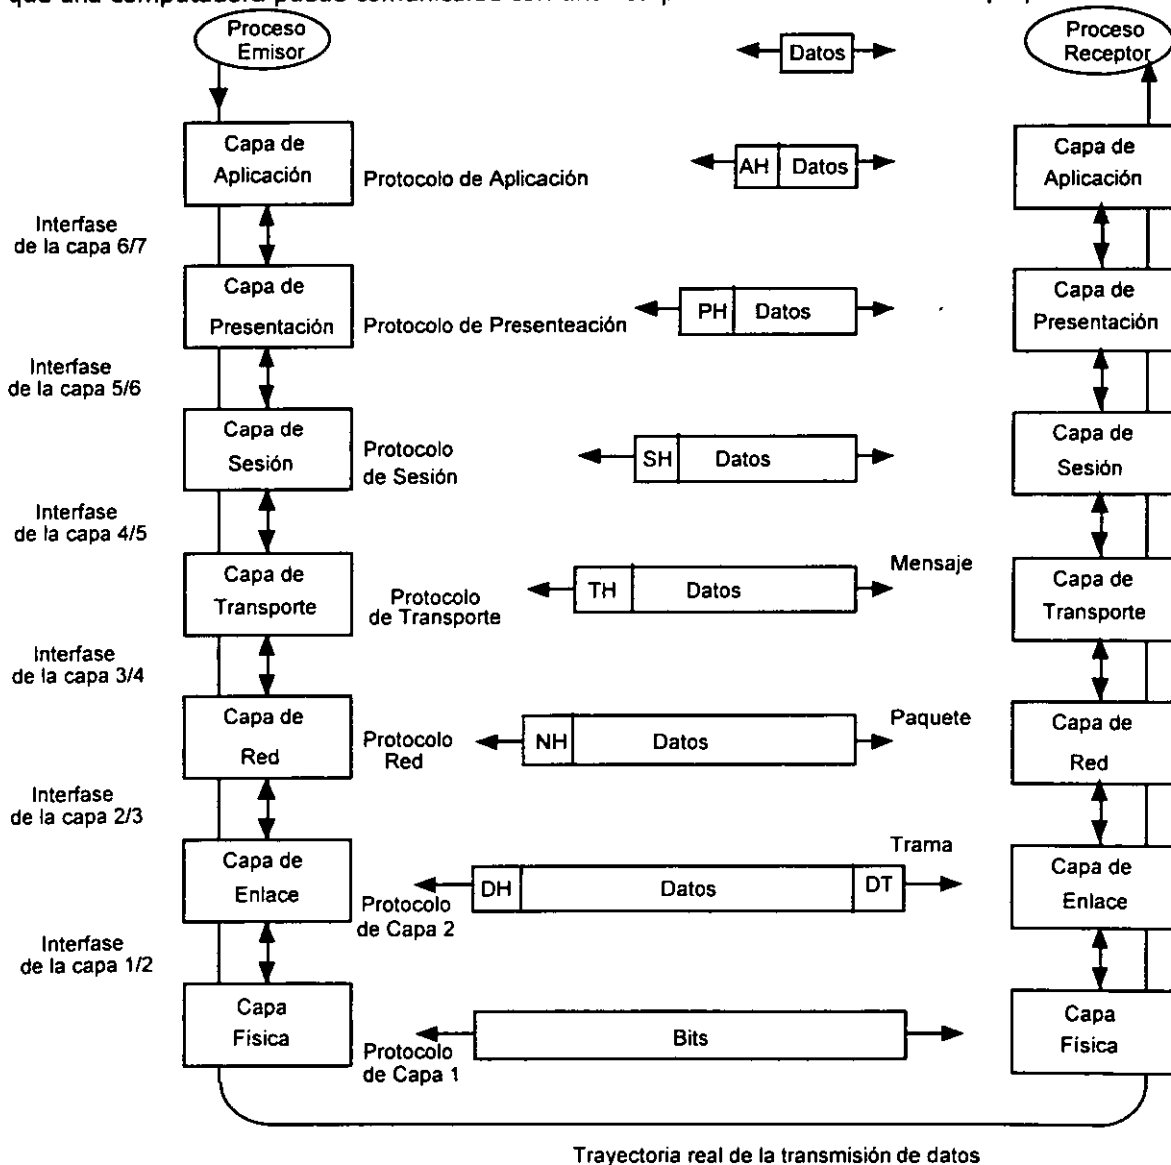 que una computadora pueda comunicarse con
Proceso
Emisor
Datos
Proceso
Receptor
Capa de
Aplicación
Protocolo de Aplicación
AH Datos
Capa de
Aplicación
Interfase
de la capa 6/7
Capa de
Presentación
Protocolo de Presenteación
PH Datos
Capa de
Presentación
Interfase
de la capa 5/6
Capa de
Sesión
Protocolo
de Sesión
SH Datos
Capa de
Sesión
Interfase
de la capa 4/5
Capa de
Transporte
Protocolo
de Transporte
TH Datos
Mensaje
Capa de
Transporte
Interfase
de la capa 3/4
Capa de
Red
Protocolo
Red
NH Datos
Paquete
Capa de
Red
Interfase
de la capa 2/3
Capa de
Enlace
Protocolo
de Capa 2
DH Datos DT
Trama
Capa de
Enlace
Interfase
de la capa 1/2
Capa
Física
Protocolo
de Capa 1
Bits
Capa
Física
Trayectoria real de la transmisión de datos